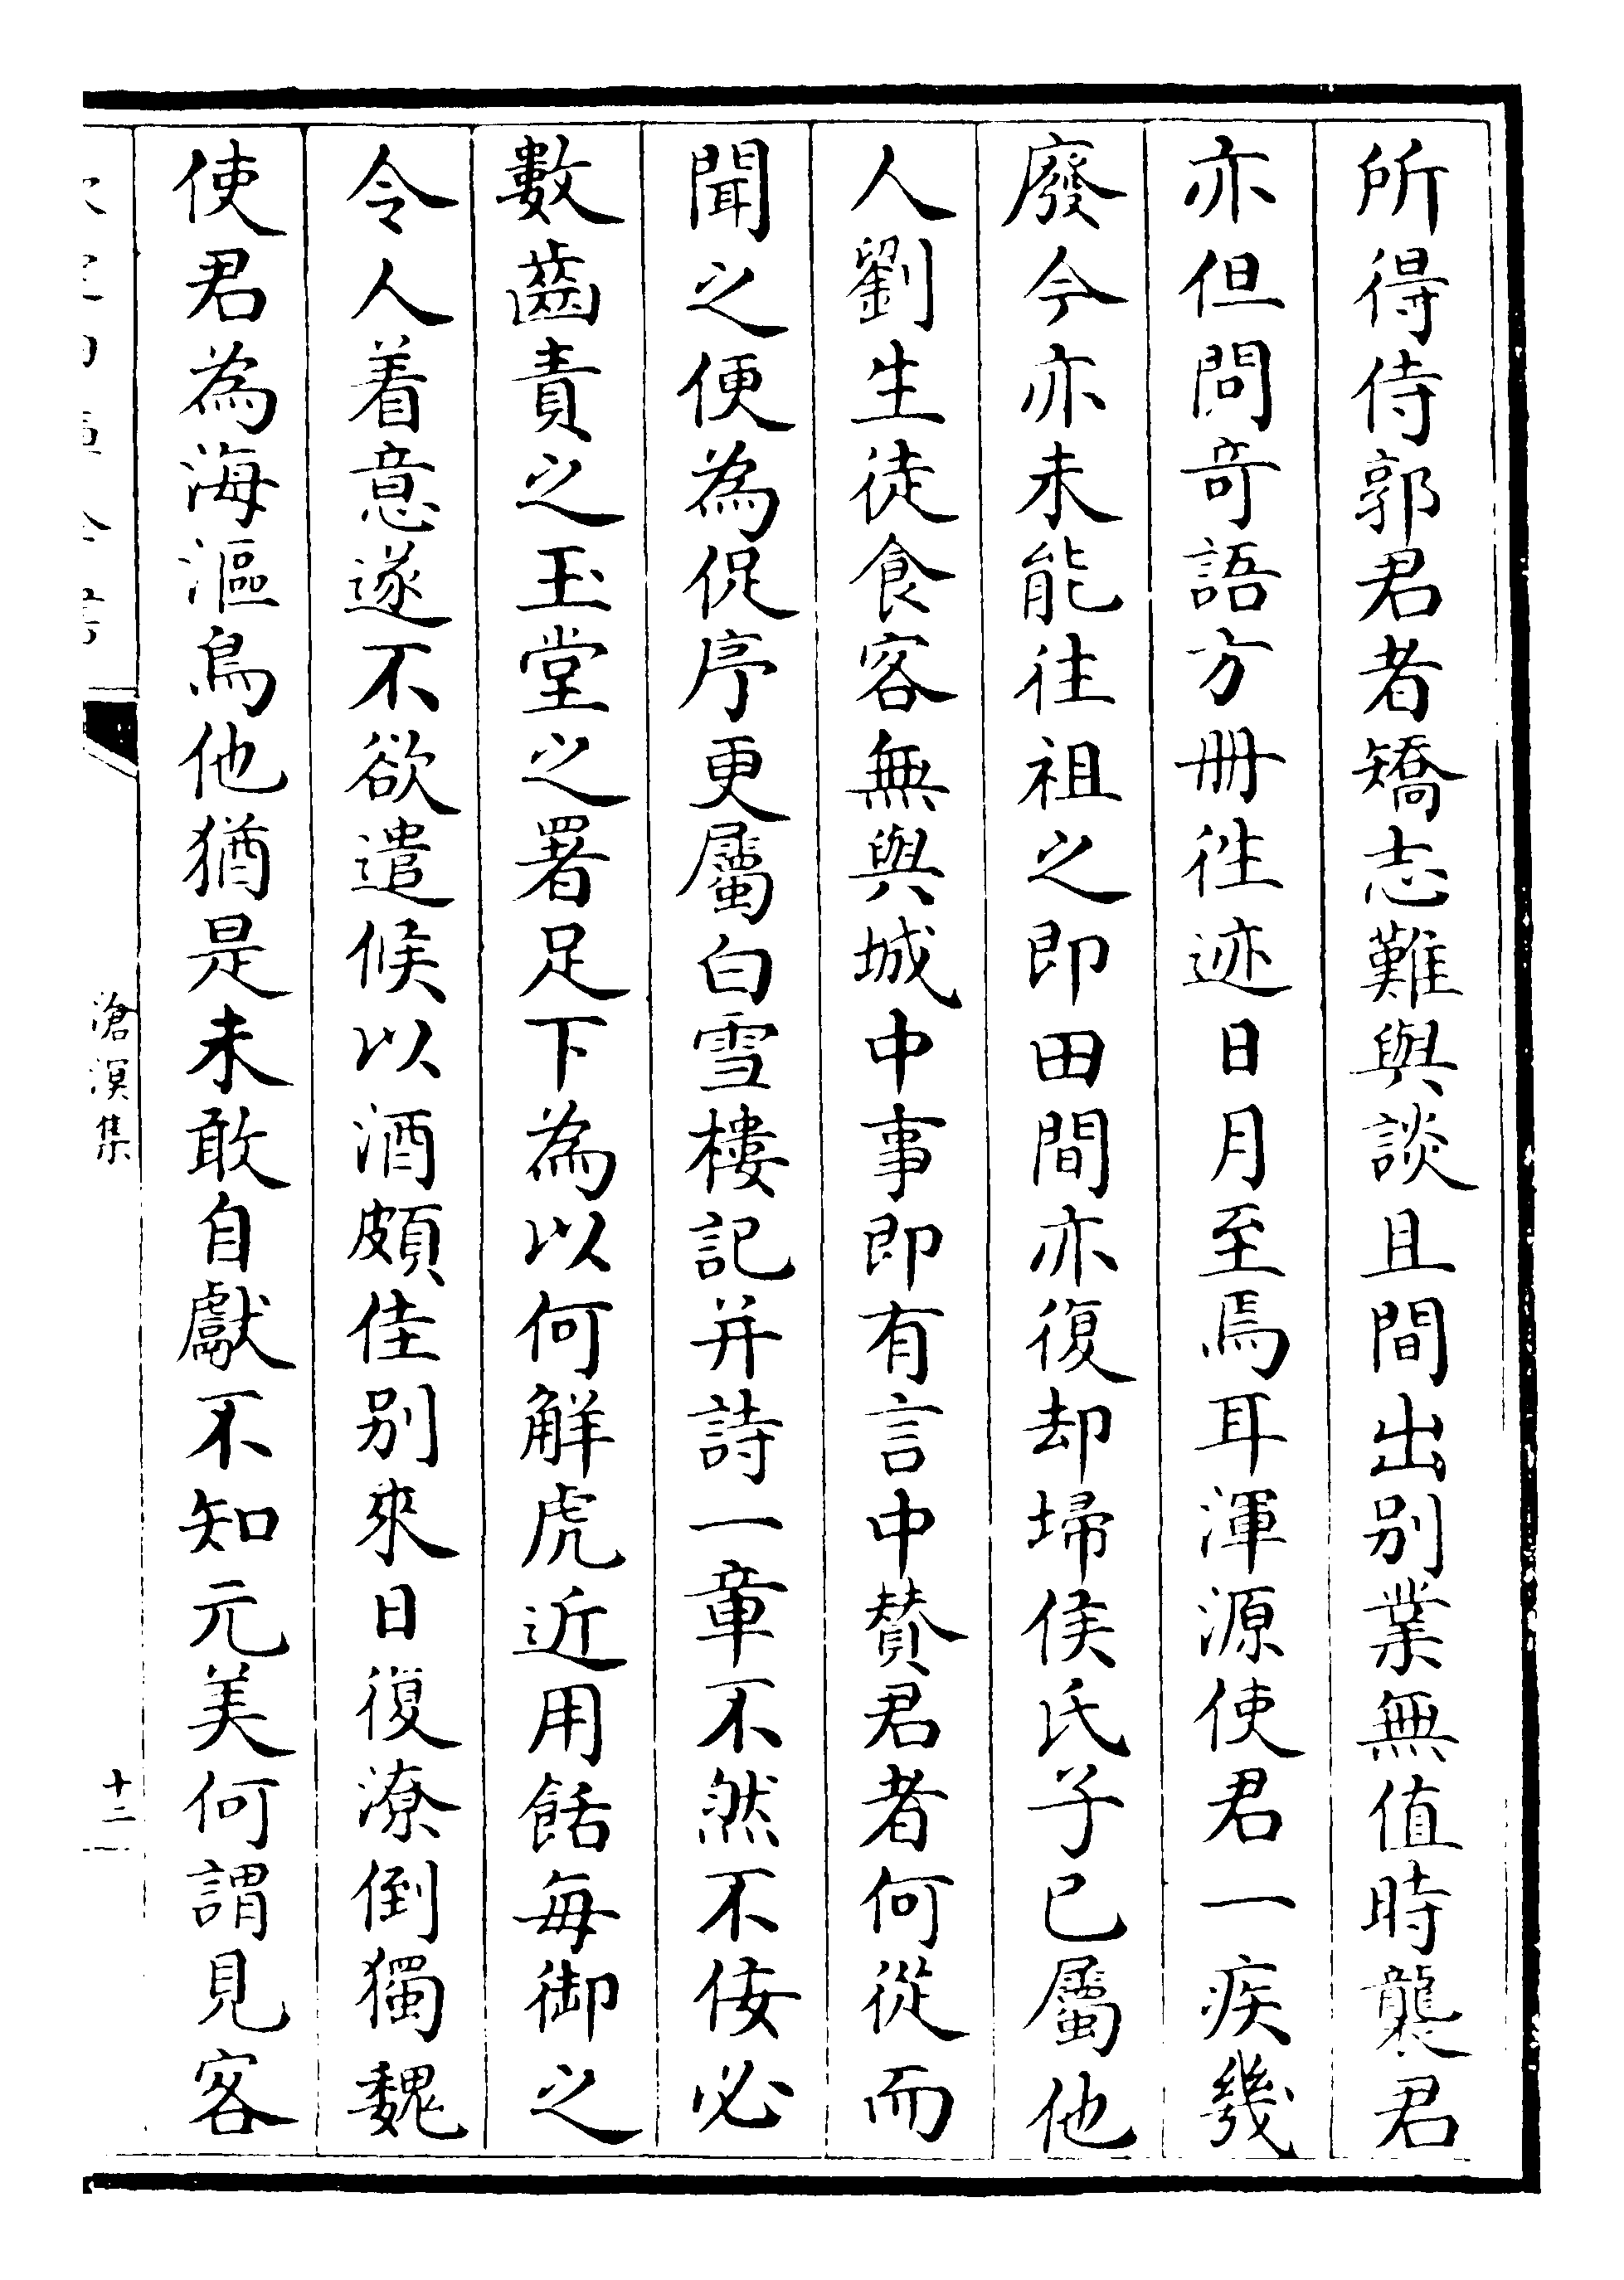 所得侍郭君者矯志難與談且間出别業無值時襲君
亦但問奇語方冊徃迹日月至焉耳渾源使君一疾幾
廢今亦未能往祖之即田間亦復却埽侯氏子已屬他
人劉生徒食客無與城中事即有言中賛君者何從而
聞之便為促序更屬白雪樓記并詩一章不然不佞必
數齒責之玉堂之署足下為以何解虎近用餂每御之
令人着意遂不欲遣候以酒頗佳别來日復潦倒獨魏
使君為海漚鳥他猶是未敢自獻不知元美何謂見客
滄溟集
十二